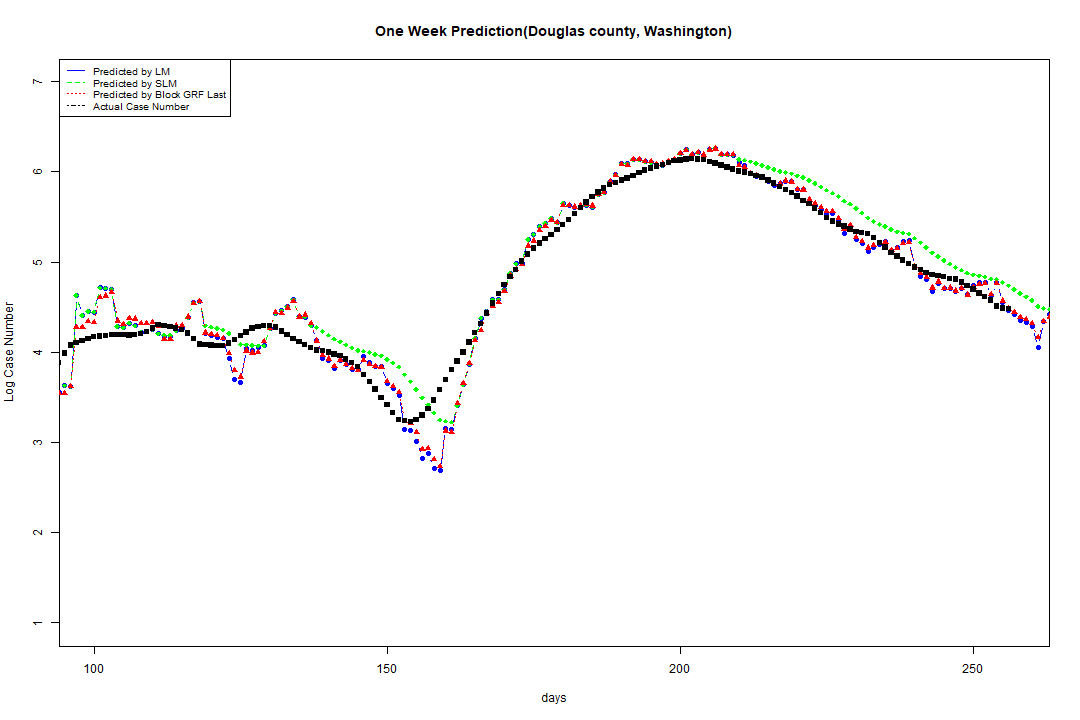 One Week Prediction(Douglas county, Washington)
Predicted by LM
Predicted by SLM
Predicted by Block GRF Last
Actual Case Number
7
6
5
4
3
2
1
Log Case Number
100 150 200 250
days